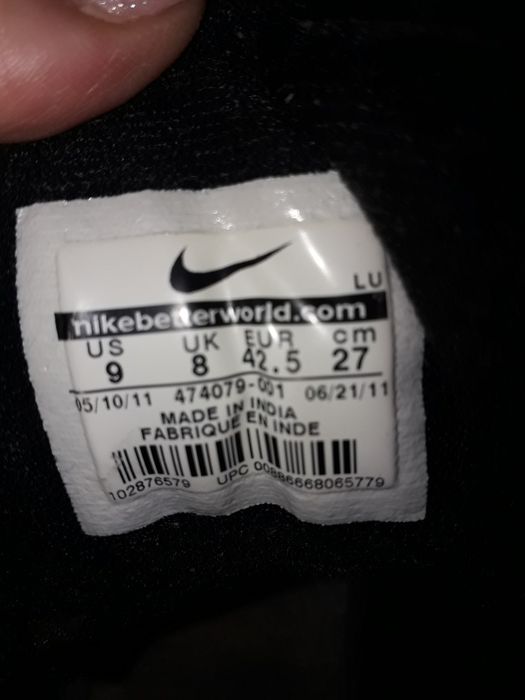 LU
nikebetterworld.com
US UK EUR cm
9 8 42.5 27
05/10/11 474079-001 06/21/11
MADE IN INDIA
FABRIQUE EN INDE
102876579 UPC 00886668065779